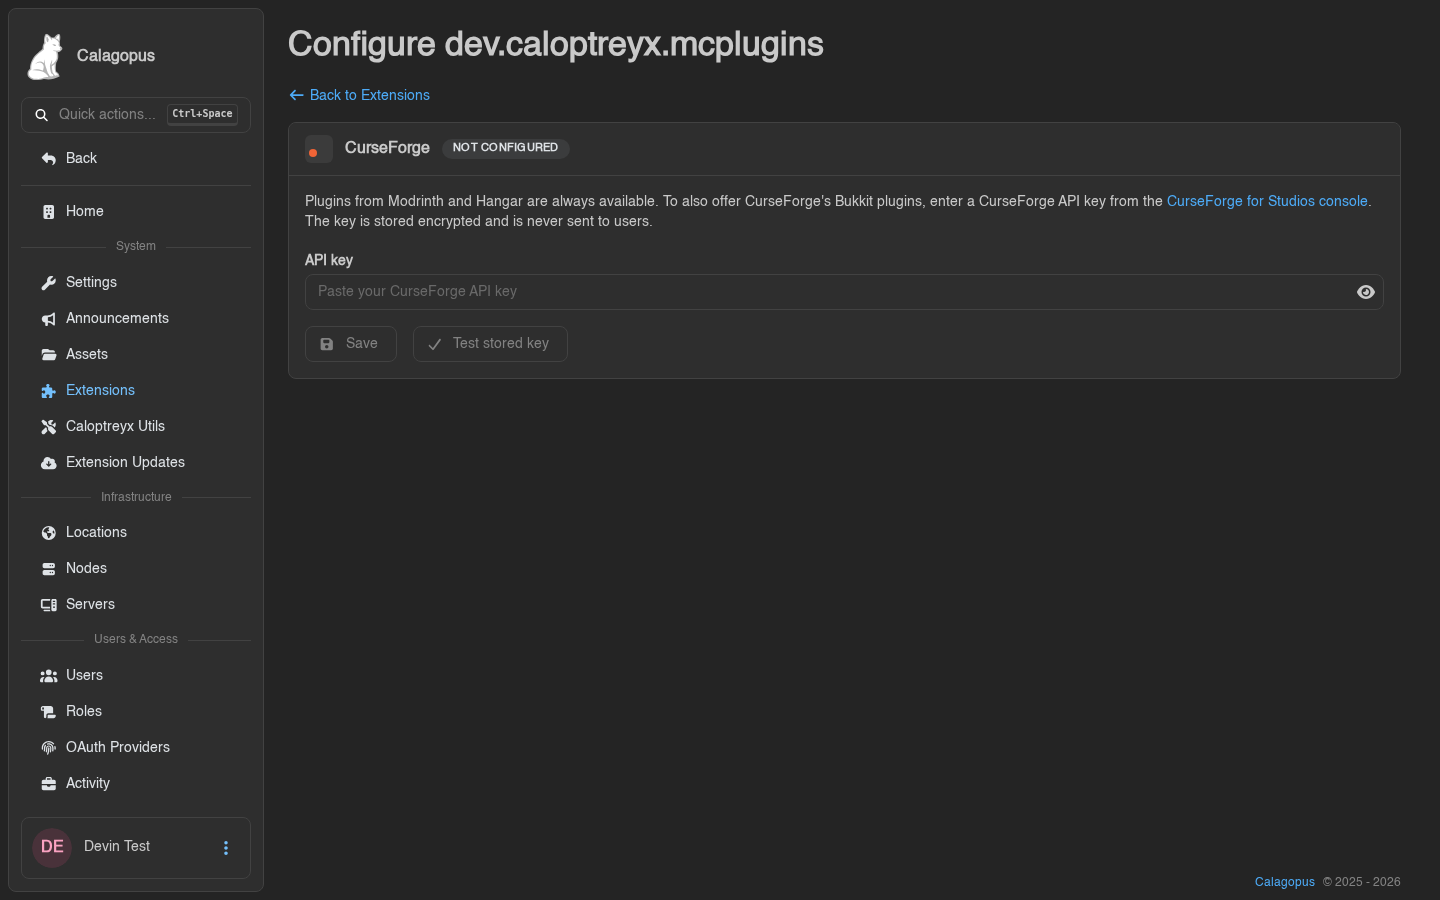 Calagopus
Quick actions...
Ctrl+Space
Back
Home
System
Settings
Announcements
Assets
Extensions
Caloptreyx Utils
Extension Updates
Infrastructure
Locations
Nodes
Servers
Users & Access
Users
Roles
OAuth Providers
Activity
DE
Devin Test
Configure dev.caloptreyx.mcplugins
Back to Extensions
CurseForge
NOT CONFIGURED
Plugins from Modrinth and Hangar are always available. To also offer CurseForge's Bukkit plugins, enter a CurseForge API key from the CurseForge for Studios console.
The key is stored encrypted and is never sent to users.
API key
Paste your CurseForge API key
Save
Test stored key
Calagopus © 2025 - 2026